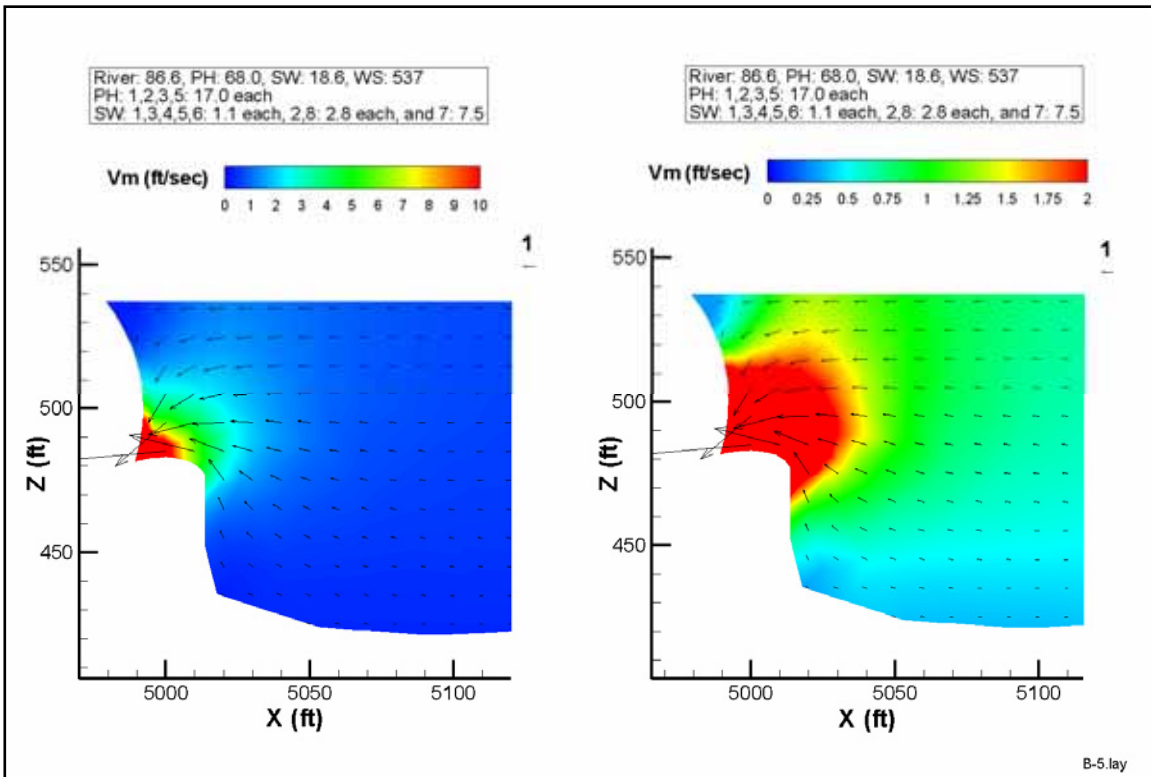 River: 86.6, PH: 68.0, SW: 18.6, WS: 537
PH: 1,2,3,5: 17.0 each
SW: 1,3,4,5,6: 1.1 each, 2,8: 2.8 each, and 7: 7.5
Vm (ft/sec)
0 1 2 3 4 5 6 7 8 9 10
1
550
500
450
Z (ft)
5000 5050 5100
X (ft)
River: 86.6, PH: 68.0, SW: 18.6, WS: 537
PH: 1,2,3,5: 17.0 each
SW: 1,3,4,5,6: 1.1 each, 2,8: 2.8 each, and 7: 7.5
Vm (ft/sec)
0 0.25 0.5 0.75 1 1.25 1.5 1.75 2
1
550
500
450
Z (ft)
5000 5050 5100
X (ft)
B-5.lay